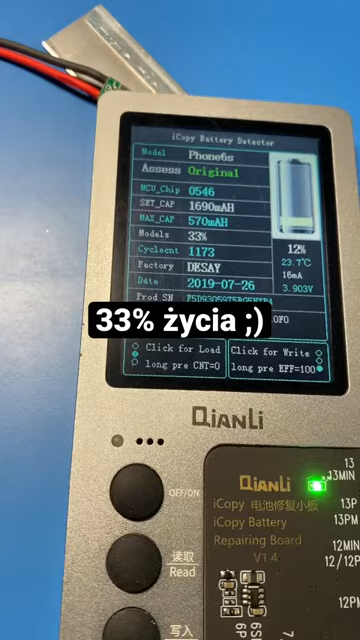 iCopy Battery Detector
Model Phone6s
Assess Original
MCU_Chip 0546
SET_CAP 1690mAH
MAX_CAP 570mAH
Models 33%
Cyclecnt 1173
Factory DESAY
Date 2019-07-26
Prod SN
12%
23.7℃
16mA
3.903V
33% życia ;)
Click for Load
long pre CNT=0
Click for Write
long pre EFF=100
QIANLI
OFF/ON
读取
Read
写入
QIANLI
iCopy 电池修复小板
iCopy Battery
Repairing Board
V1.4
13
13MIN
13P
12MIN
12/12P
12PM
6S
6P